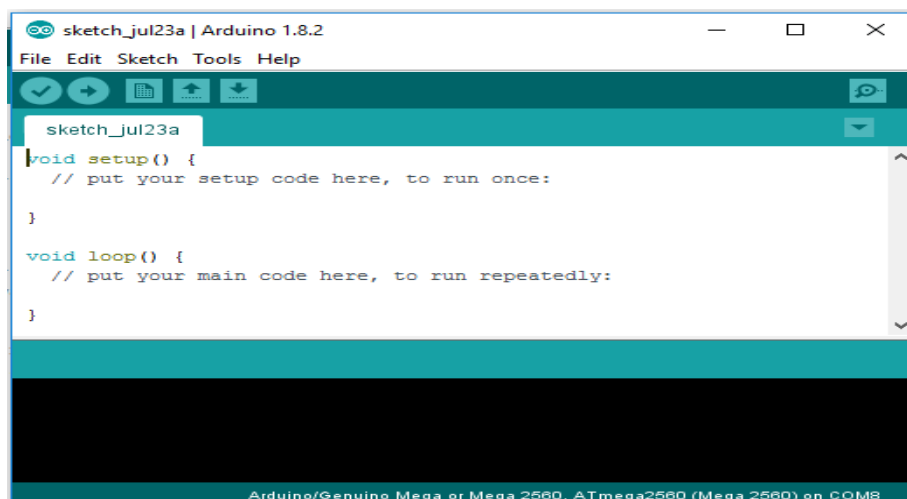 sketch_jul23a | Arduino 1.8.2
File Edit Sketch Tools Help
sketch_jul23a
void setup() {
  // put your setup code here, to run once:
}
void loop() {
  // put your main code here, to run repeatedly:
}
Arduino/Genuino Mega or Mega 2560, ATmega2560 (Mega 2560) on COM8